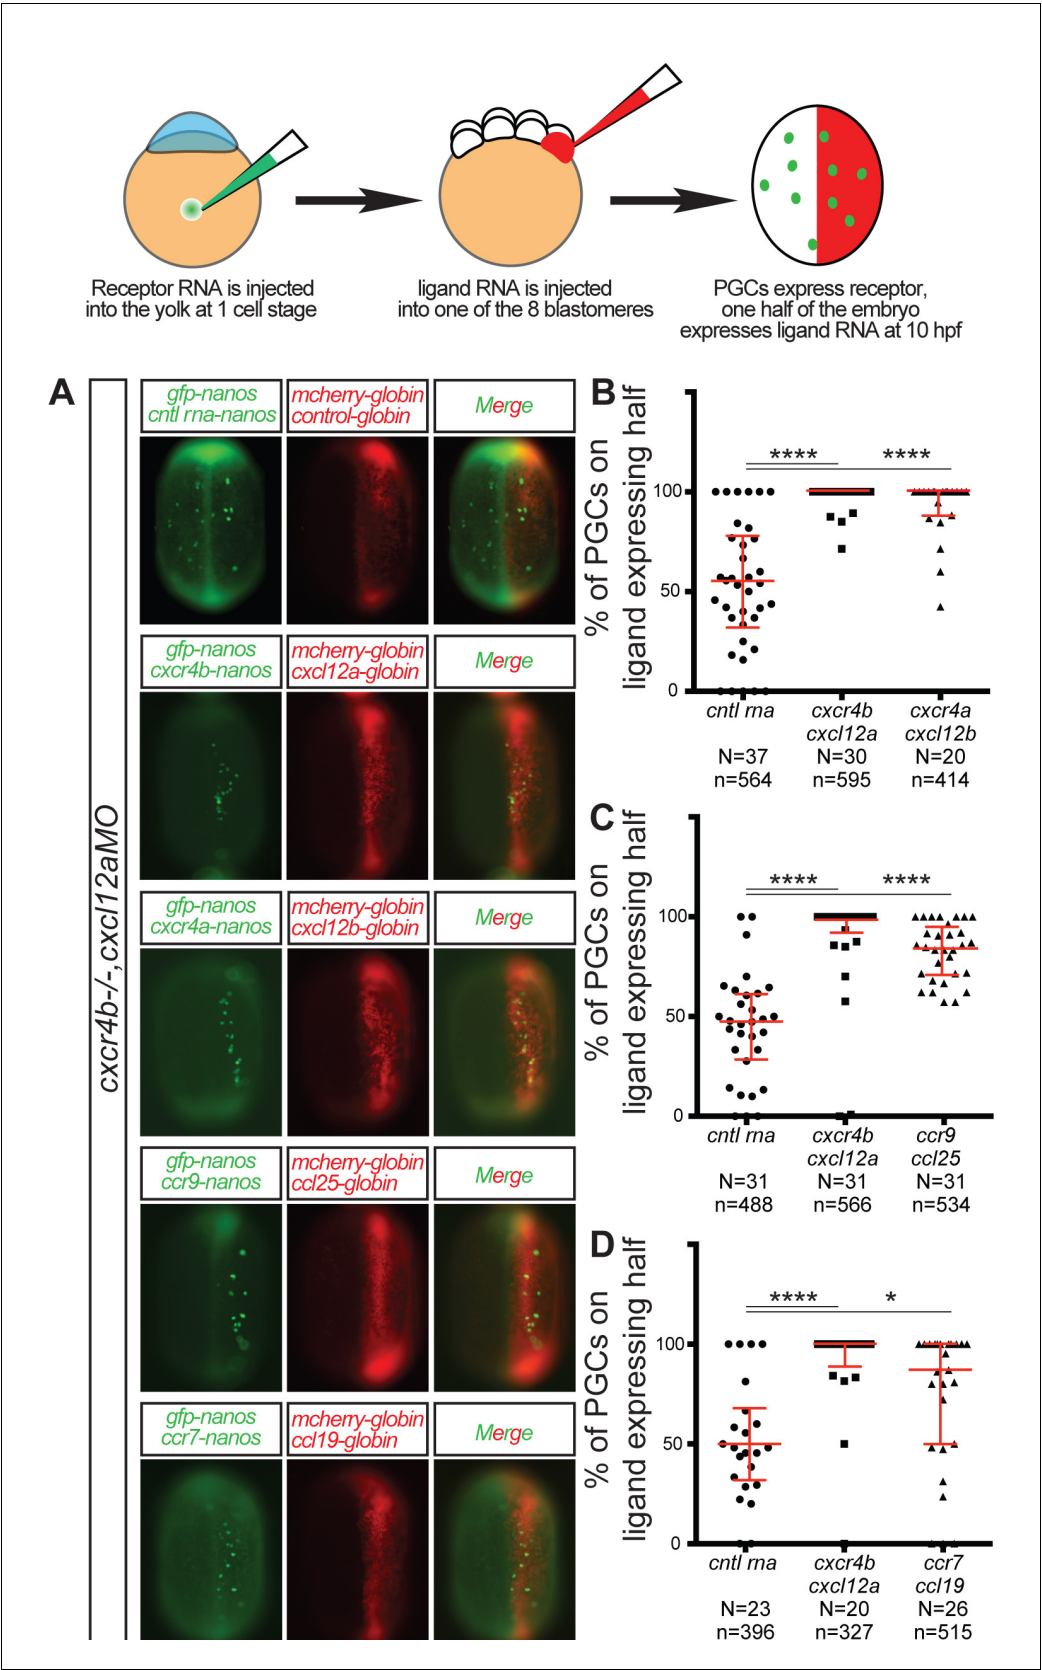 Receptor RNA is injected
into the yolk at 1 cell stage
ligand RNA is injected
into one of the 8 blastomeres
PGCs express receptor,
one half of the embryo
expresses ligand RNA at 10 hpf
A
cxcr4b-/-,cxcl12aMO
gfp-nanos
cntl rna-nanos
mcherry-globin
control-globin
Merge
gfp-nanos
cxcr4b-nanos
mcherry-globin
cxcl12a-globin
Merge
gfp-nanos
cxcr4a-nanos
mcherry-globin
cxcl12b-globin
Merge
gfp-nanos
ccr9-nanos
mcherry-globin
ccl25-globin
Merge
gfp-nanos
ccr7-nanos
mcherry-globin
ccl19-globin
Merge
B
% of PGCs on
ligand expressing half
100
50
0
**** ****
cntl rna
N=37
n=564
cxcr4b
cxcl12a
N=30
n=595
cxcr4a
cxcl12b
N=20
n=414
C
% of PGCs on
ligand expressing half
100
50
0
**** ****
cntl rna
N=31
n=488
cxcr4b
cxcl12a
N=31
n=566
ccr9
ccl25
N=31
n=534
D
% of PGCs on
ligand expressing half
100
50
0
**** *
cntl rna
N=23
n=396
cxcr4b
cxcl12a
N=20
n=327
ccr7
ccl19
N=26
n=515